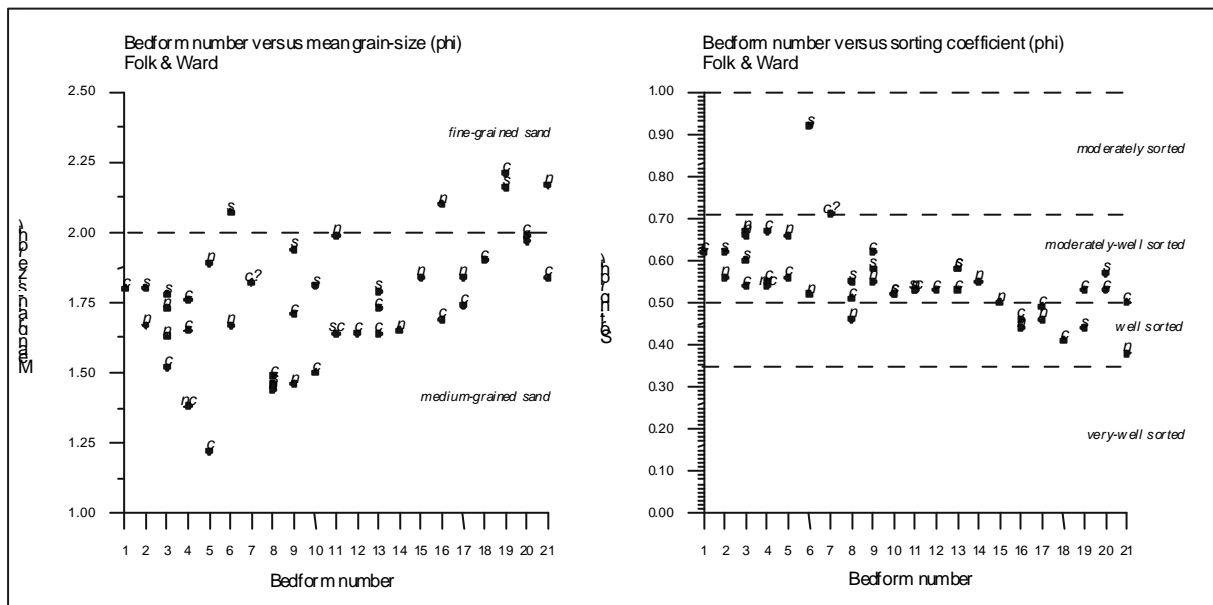 Bedform number versus mean grain-size (phi)
Folk & Ward
2.50
2.25
2.00
1.75
1.50
1.25
1.00
fine-grained sand
medium-grained sand
s
c
c
s
n
c
s
n
n
c
c
c
nc
n
c
s
n
c?
c
s
c
n
s
c
n
sc
c
s
n
c
n
n
n
c
n
c
c
c
s
c
n
c
1 2 3 4 5 6 7 8 9 10 11 12 13 14 15 16 17 18 19 20 21
Bedform number
Bedform number versus sorting coefficient (phi)
Folk & Ward
1.00
0.90
0.80
0.70
0.60
0.50
0.40
0.30
0.20
0.10
0.00
moderately sorted
moderately-well sorted
well sorted
very-well sorted
s
c?
c
s
n
n
s
c
c
nc
n
c
n
s
c
n
c
s
n
s
sc
c
s
c
n
n
c
c
n
c
c
s
s
c
c
n
1 2 3 4 5 6 7 8 9 10 11 12 13 14 15 16 17 18 19 20 21
Bedform number